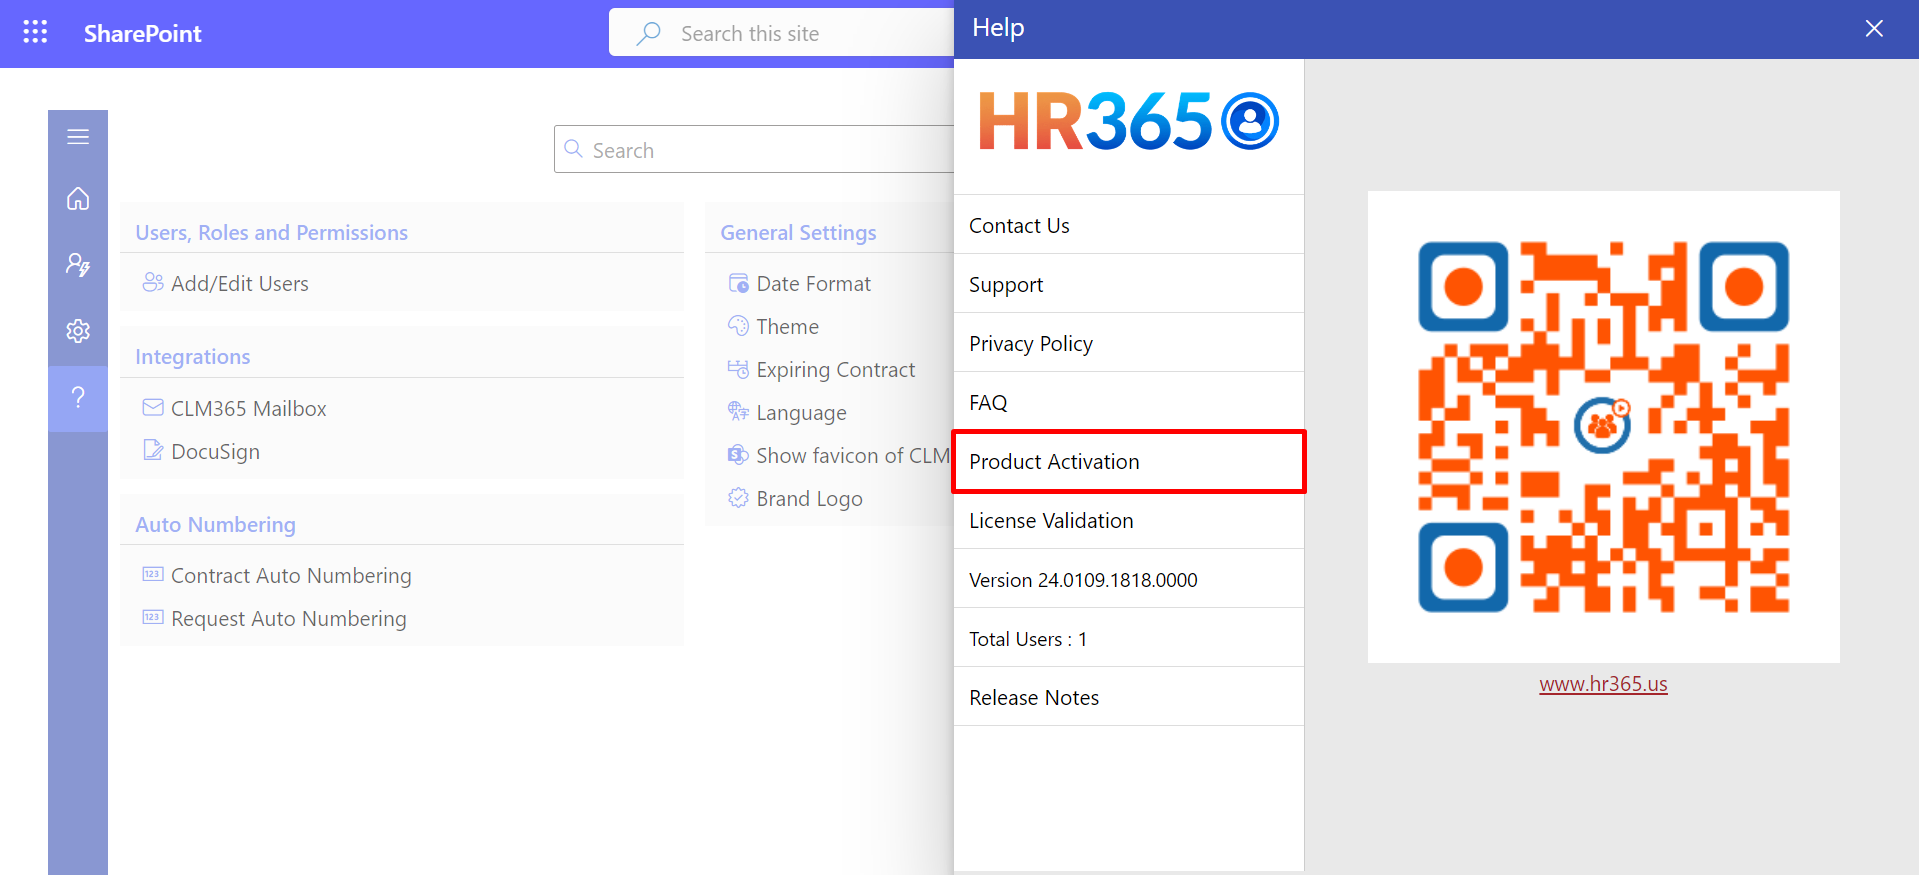 SharePoint
Search this site
Help
HR365
Search
Users, Roles and Permissions
Add/Edit Users
Integrations
CLM365 Mailbox
DocuSign
Auto Numbering
123 Contract Auto Numbering
123 Request Auto Numbering
General Settings
Date Format
Theme
Expiring Contract
Language
Show favicon of CLM
Brand Logo
Contact Us
Support
Privacy Policy
FAQ
Product Activation
License Validation
Version 24.0109.1818.0000
Total Users : 1
Release Notes
www.hr365.us